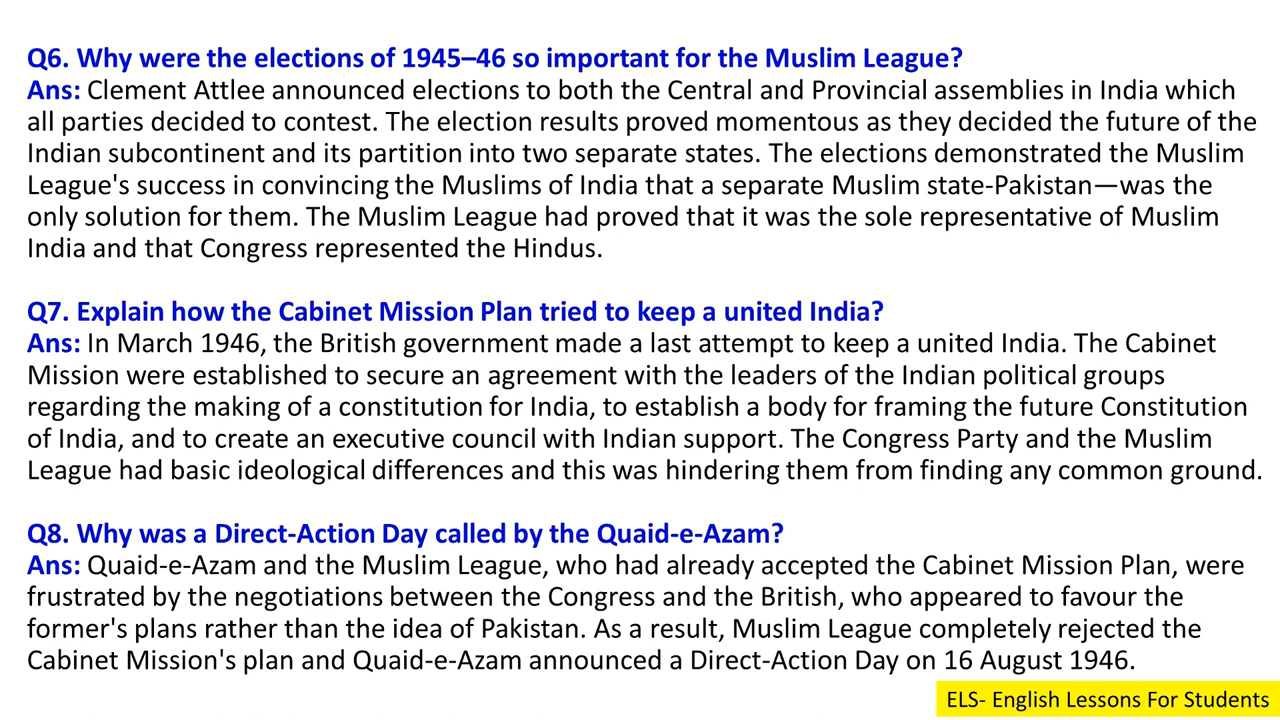 Q6. Why were the elections of 1945–46 so important for the Muslim League?
Ans: Clement Attlee announced elections to both the Central and Provincial assemblies in India which
all parties decided to contest. The election results proved momentous as they decided the future of the
Indian subcontinent and its partition into two separate states. The elections demonstrated the Muslim
League's success in convincing the Muslims of India that a separate Muslim state-Pakistan—was the
only solution for them. The Muslim League had proved that it was the sole representative of Muslim
India and that Congress represented the Hindus.
Q7. Explain how the Cabinet Mission Plan tried to keep a united India?
Ans: In March 1946, the British government made a last attempt to keep a united India. The Cabinet
Mission were established to secure an agreement with the leaders of the Indian political groups
regarding the making of a constitution for India, to establish a body for framing the future Constitution
of India, and to create an executive council with Indian support. The Congress Party and the Muslim
League had basic ideological differences and this was hindering them from finding any common ground.
Q8. Why was a Direct-Action Day called by the Quaid-e-Azam?
Ans: Quaid-e-Azam and the Muslim League, who had already accepted the Cabinet Mission Plan, were
frustrated by the negotiations between the Congress and the British, who appeared to favour the
former's plans rather than the idea of Pakistan. As a result, Muslim League completely rejected the
Cabinet Mission's plan and Quaid-e-Azam announced a Direct-Action Day on 16 August 1946.
ELS- English Lessons For Students